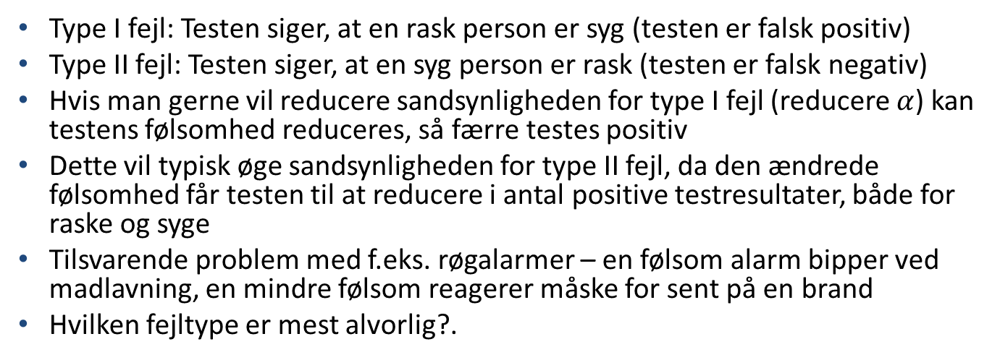 • Type I fejl: Testen siger, at en rask person er syg (testen er falsk positiv)
• Type II fejl: Testen siger, at en syg person er rask (testen er falsk negativ)
• Hvis man gerne vil reducere sandsynligheden for type I fejl (reducere α) kan
testens følsomhed reduceres, så færre testes positiv
• Dette vil typisk øge sandsynligheden for type II fejl, da den ændrede
følsomhed får testen til at reducere i antal positive testresultater, både for
raske og syge
• Tilsvarende problem med f.eks. røgalarmer – en følsom alarm bipper ved
madlavning, en mindre følsom reagerer måske for sent på en brand
• Hvilken fejltype er mest alvorlig?.